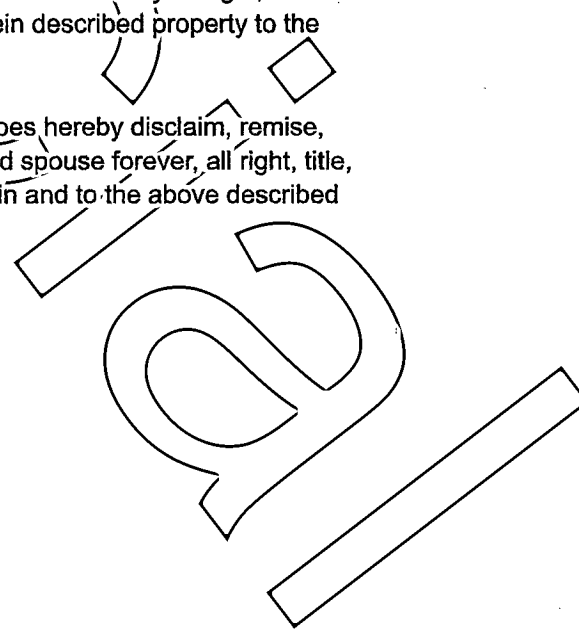 ein described property to the
oes hereby disclaim, remise,
d spouse forever, all right, title,
in and to the above described
ial